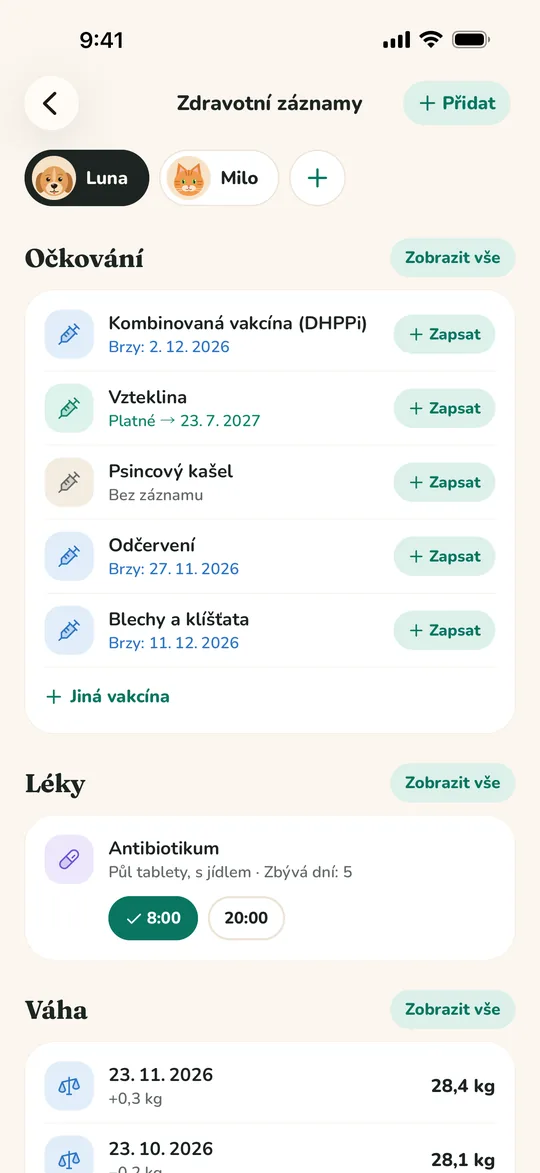 9:41
Zdravotní záznamy
+ Přidat
Luna
Milo
+
Očkování
Zobrazit vše
Kombinovaná vakcína (DHPPi)
Brzy: 2. 12. 2026
+ Zapsat
Vzteklina
Platné → 23. 7. 2027
+ Zapsat
Psincový kašel
Bez záznamu
+ Zapsat
Odčervení
Brzy: 27. 11. 2026
+ Zapsat
Blechy a klíšťata
Brzy: 11. 12. 2026
+ Zapsat
+ Jiná vakcína
Léky
Zobrazit vše
Antibiotikum
Půl tablety, s jídlem · Zbývá dní: 5
✓ 8:00
20:00
Váha
Zobrazit vše
23. 11. 2026
+0,3 kg
28,4 kg
23. 10. 2026
−0,2 kg
28,1 kg